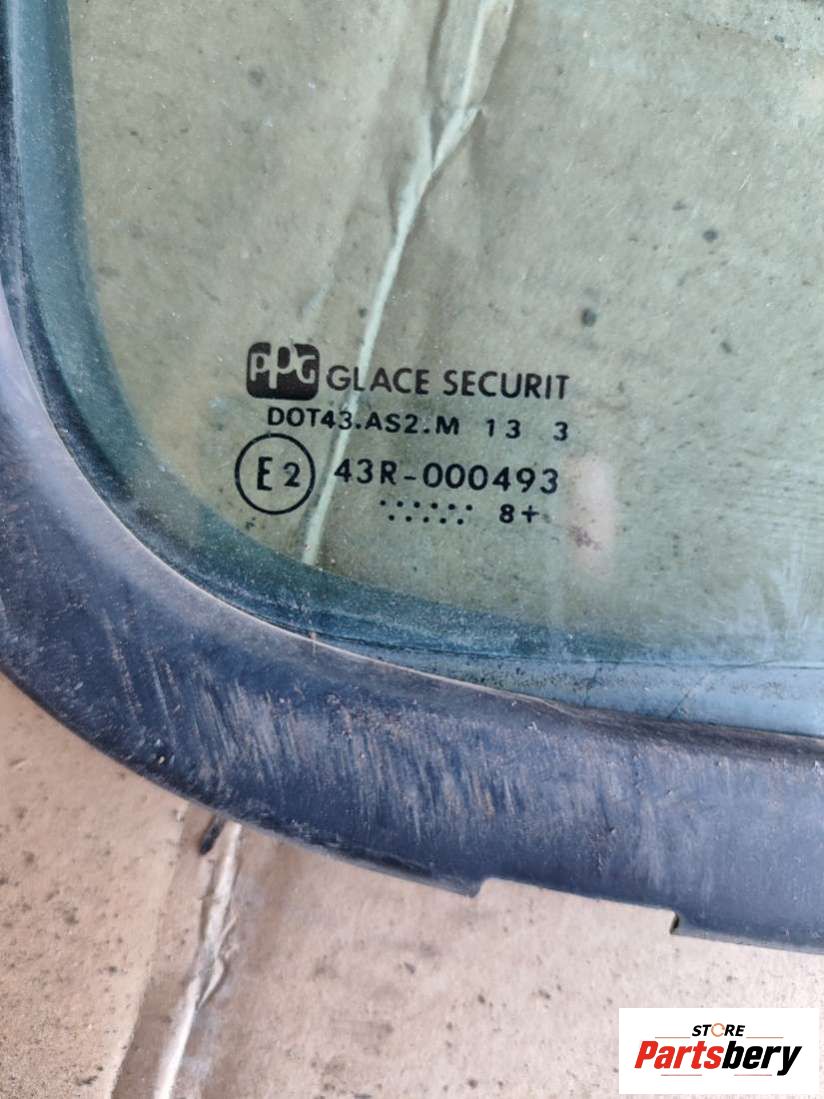 PPG GLACE SECURIT
DOT43.AS2.M 13 3
E2 43R-000493
8+
STORE
Partsbery